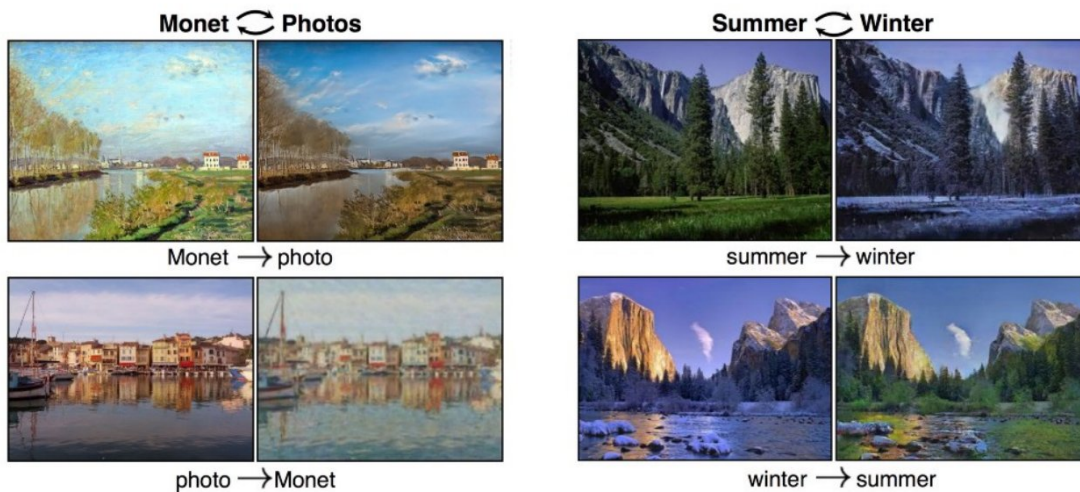 Monet ⇄ Photos
Monet → photo
photo → Monet
Summer ⇄ Winter
summer → winter
winter → summer